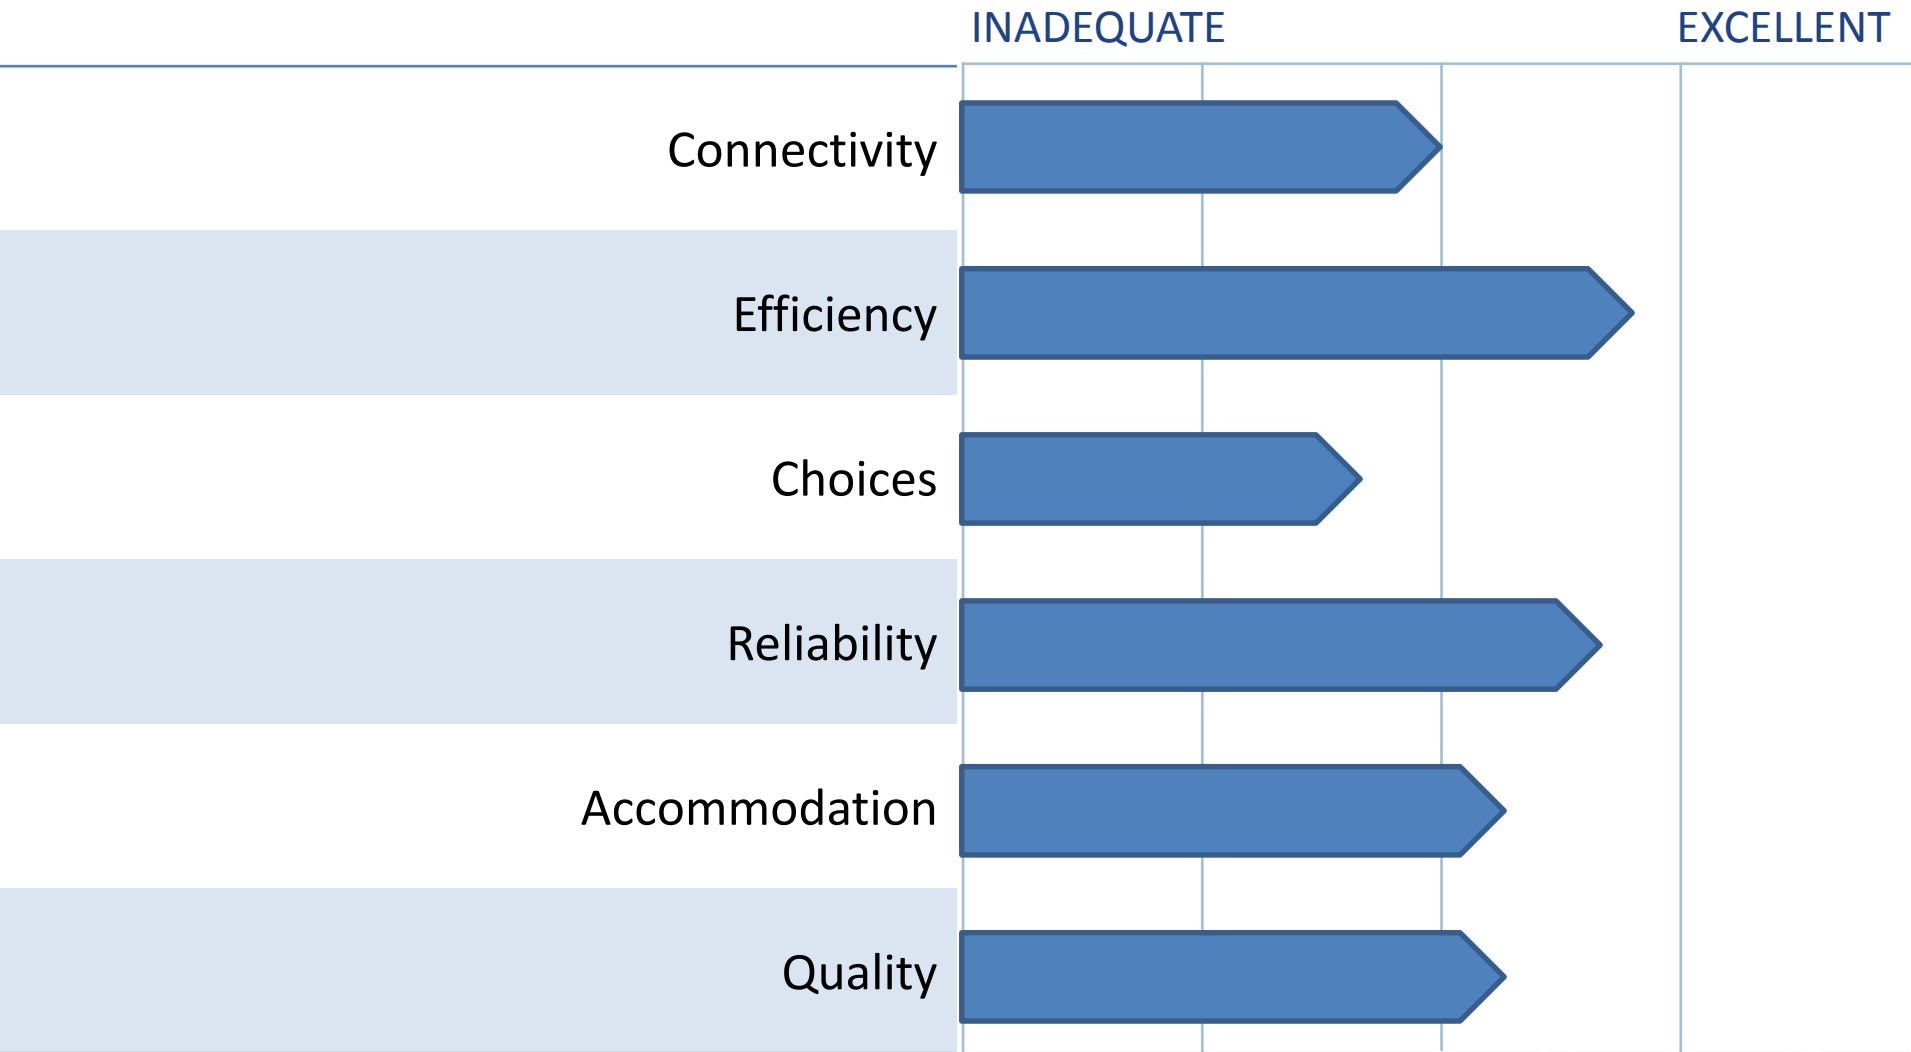 INADEQUATE EXCELLENT
Connectivity
Efficiency
Choices
Reliability
Accommodation
Quality